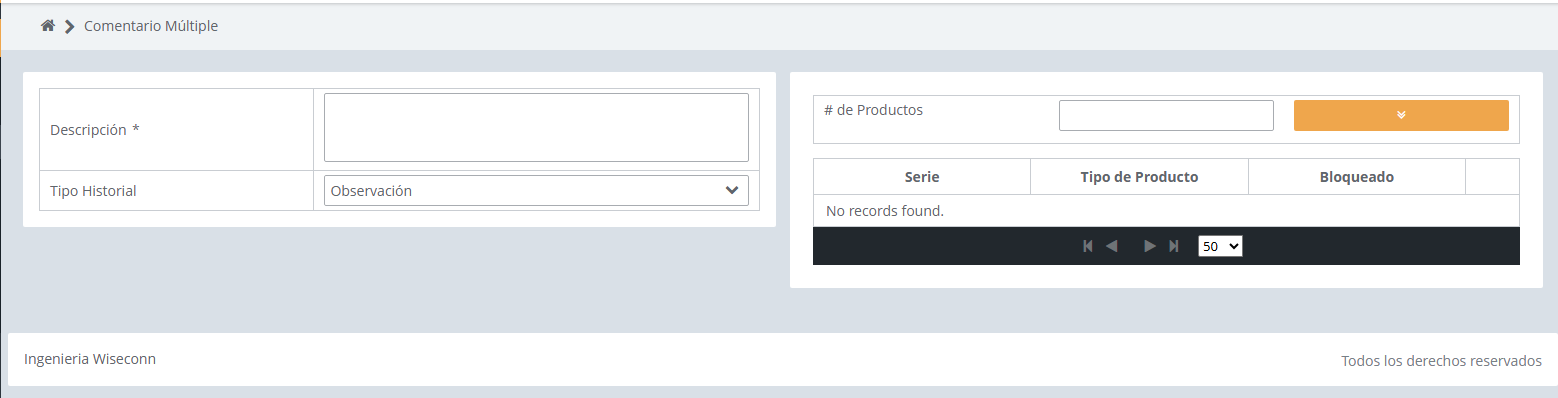 Comentario Múltiple
Descripción *
Tipo Historial
Observación
# de Productos
Serie Tipo de Producto Bloqueado
No records found.
50
Ingenieria Wiseconn
Todos los derechos reservados